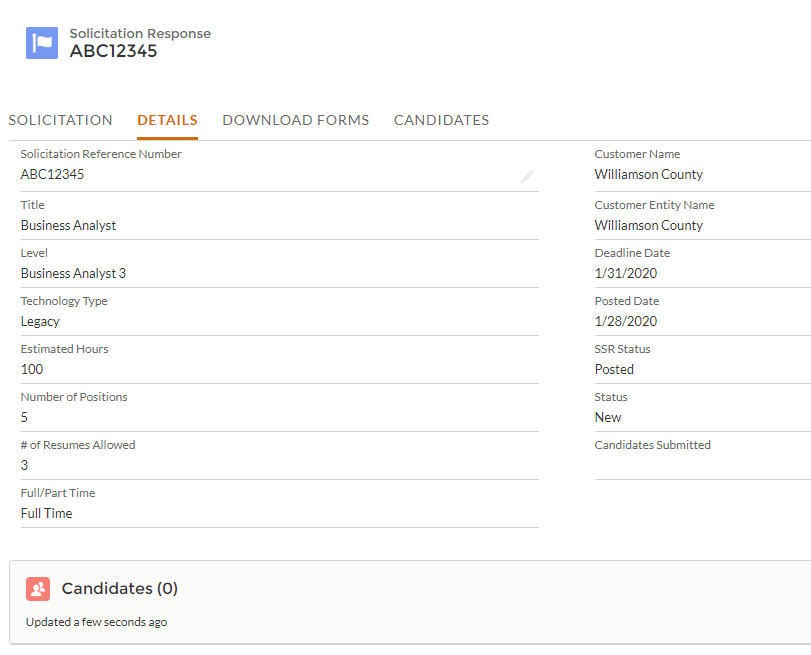 Solicitation Response
ABC12345
SOLICITATION DETAILS DOWNLOAD FORMS CANDIDATES
Solicitation Reference Number
ABC12345
Title
Business Analyst
Level
Business Analyst 3
Technology Type
Legacy
Estimated Hours
100
Number of Positions
5
# of Resumes Allowed
3
Full/Part Time
Full Time
Customer Name
Williamson County
Customer Entity Name
Williamson County
Deadline Date
1/31/2020
Posted Date
1/28/2020
SSR Status
Posted
Status
New
Candidates Submitted
Candidates (0)
Updated a few seconds ago